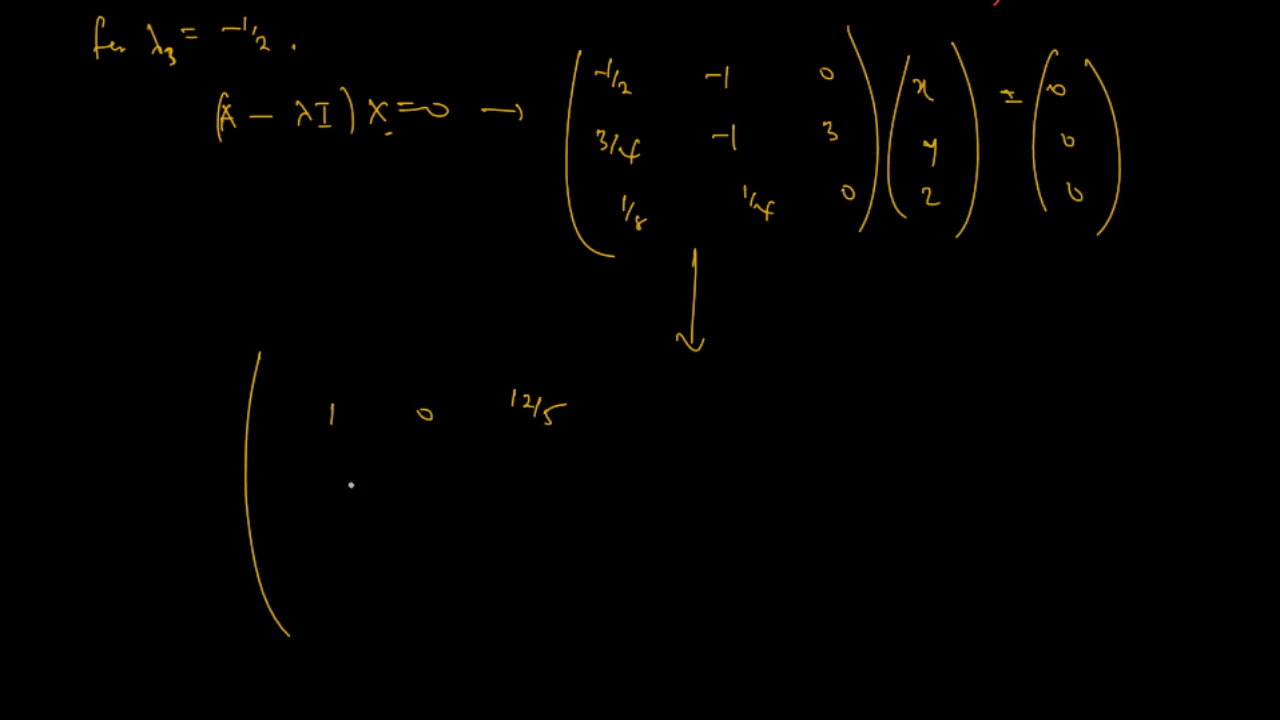 for λ₃ = -1/2 .
(A - λI) X = 0 → ( -1/2 -1 0 ) ( x ) = ( 0 )
( 3/4 -1 3 ) ( y ) ( 0 )
( 1/8 1/4 0 ) ( z ) ( 0 )
↓
( 1 0 12/5